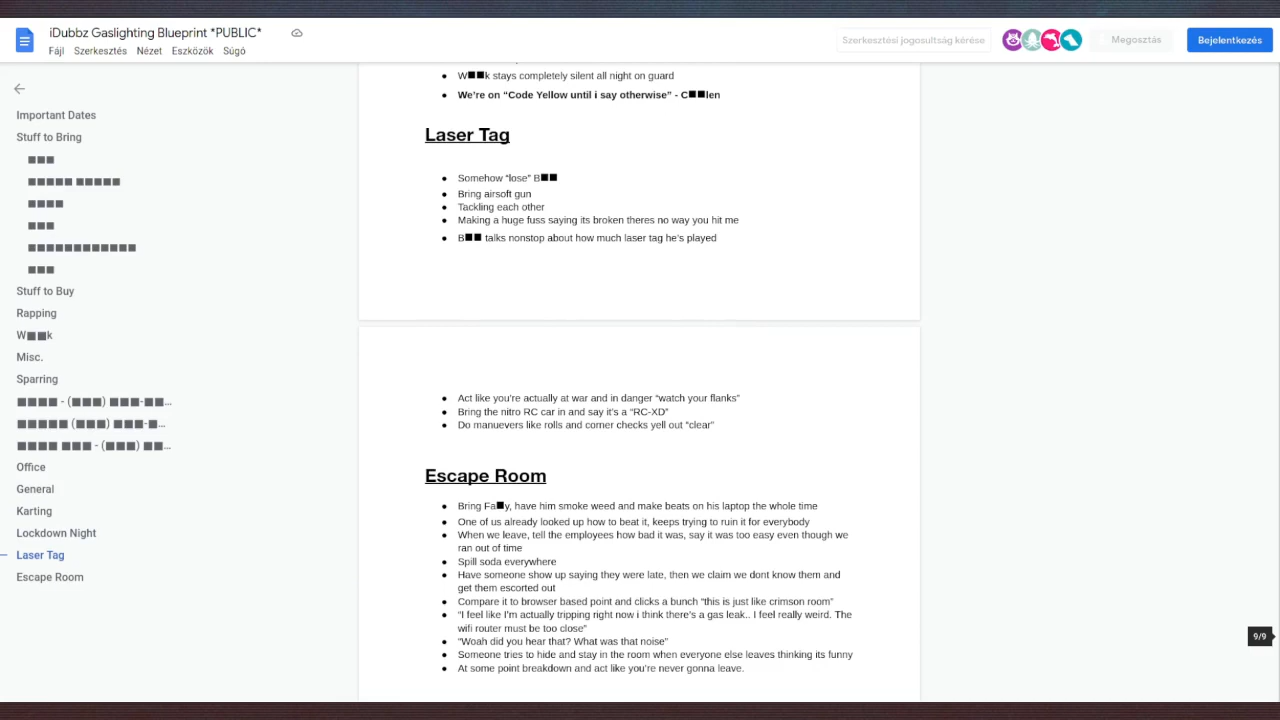 iDubbz Gaslighting Blueprint *PUBLIC*
Fájl Szerkesztés Nézet Eszközök Súgó
Szerkesztési jogosultság kérése
Megosztás
Bejelentkezés
Important Dates
Stuff to Bring
■■■
■■■■■ ■■■■■
■■■■
■■■
■■■■■■■■■■■■
■■■
Stuff to Buy
Rapping
W■■k
Misc.
Sparring
■■■■ - (■■■) ■■■-■■...
■■■■■ (■■■) ■■■-■...
■■■■ ■■■ - (■■■) ■■...
Office
General
Karting
Lockdown Night
Laser Tag
Escape Room
● W■■k stays completely silent all night on guard
● We're on “Code Yellow until i say otherwise” - C■■len
Laser Tag
● Somehow “lose” B■■
● Bring airsoft gun
● Tackling each other
● Making a huge fuss saying its broken theres no way you hit me
● B■■ talks nonstop about how much laser tag he's played
● Act like you're actually at war and in danger “watch your flanks”
● Bring the nitro RC car in and say it's a “RC-XD”
● Do manuevers like rolls and corner checks yell out “clear”
Escape Room
● Bring Fa■y, have him smoke weed and make beats on his laptop the whole time
● One of us already looked up how to beat it, keeps trying to ruin it for everybody
● When we leave, tell the employees how bad it was, say it was too easy even though we
ran out of time
● Spill soda everywhere
● Have someone show up saying they were late, then we claim we dont know them and
get them escorted out
● Compare it to browser based point and clicks a bunch “this is just like crimson room”
● “I feel like I'm actually tripping right now i think there's a gas leak.. I feel really weird. The
wifi router must be too close”
● “Woah did you hear that? What was that noise”
● Someone tries to hide and stay in the room when everyone else leaves thinking its funny
● At some point breakdown and act like you're never gonna leave.
9/9